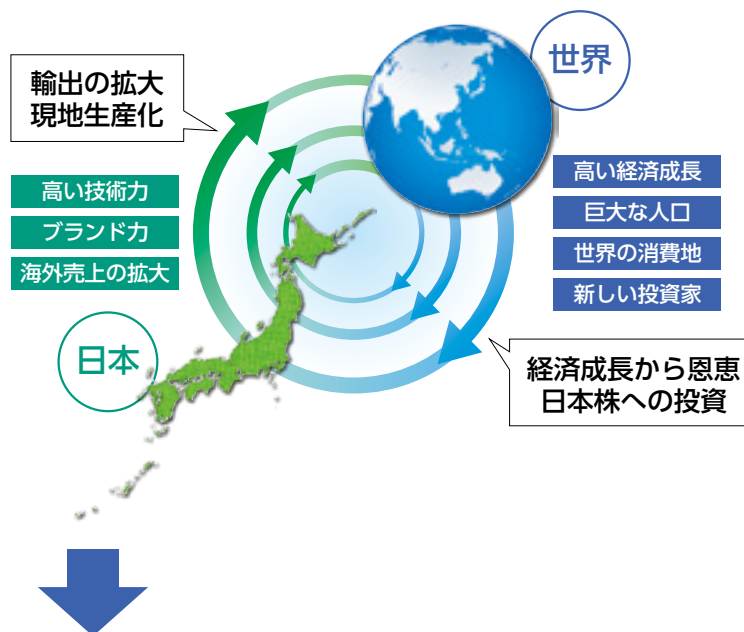 世界
輸出の拡大
現地生産化
高い技術力
ブランド力
海外売上の拡大
日本
高い経済成長
巨大な人口
世界の消費地
新しい投資家
経済成長から恩恵
日本株への投資